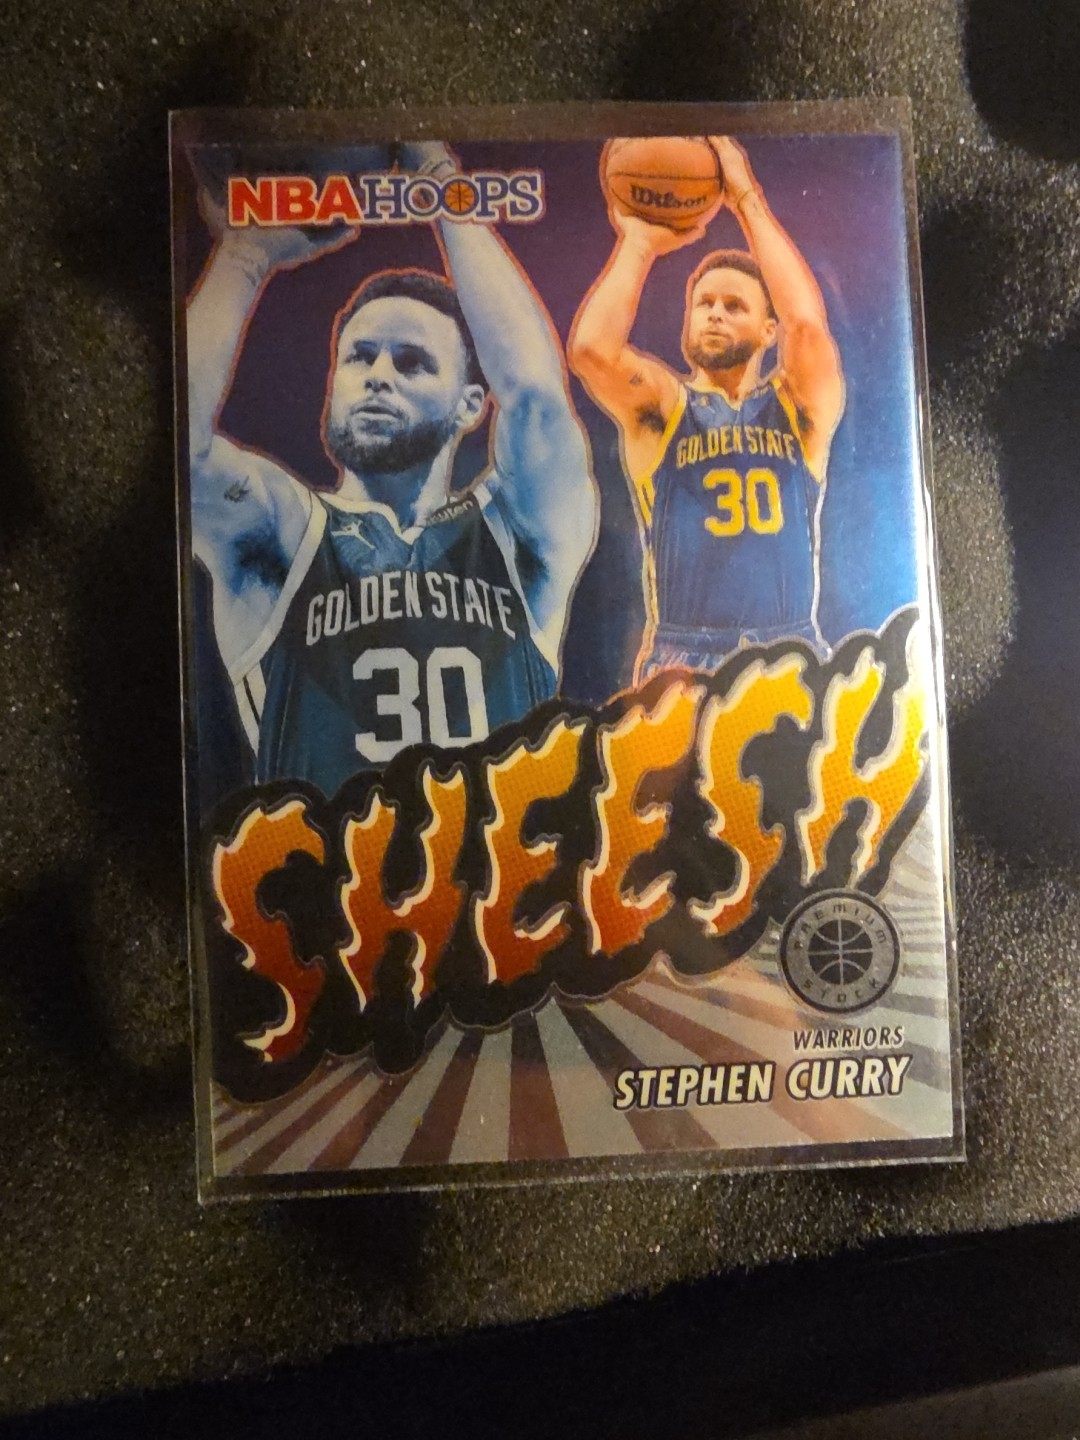 NBA HOOPS
Wilson
GOLDEN STATE
30
GOLDEN STATE
30
SHEESH
PREMIUM
STOCK
WARRIORS
STEPHEN CURRY